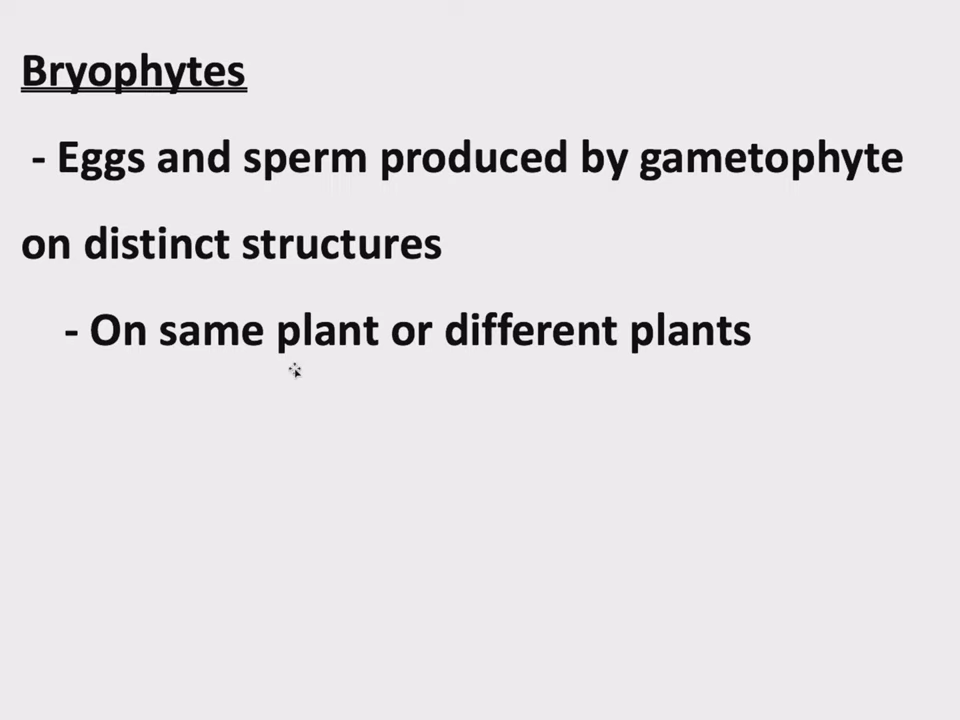 Bryophytes
- Eggs and sperm produced by gametophyte
on distinct structures
- On same plant or different plants